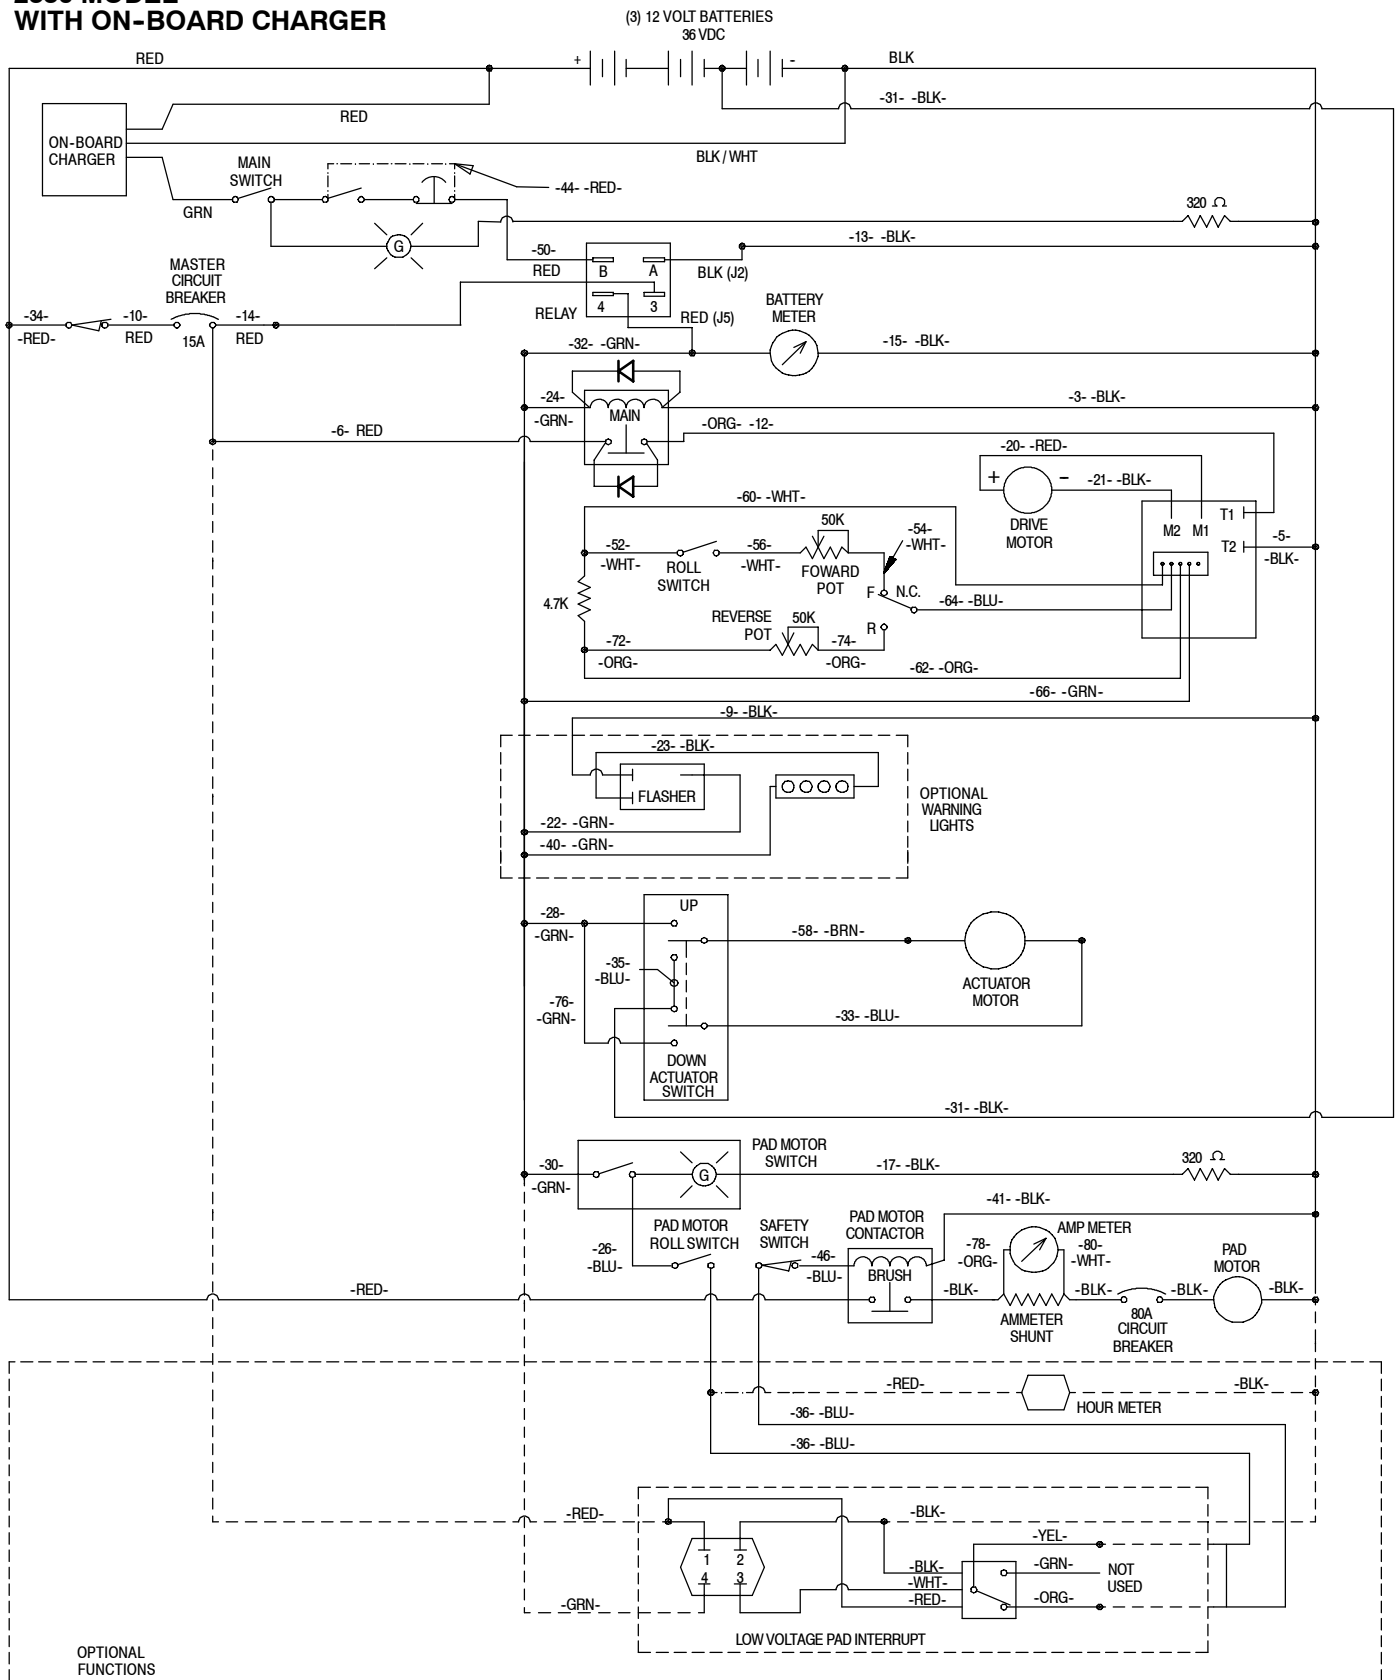 WITH ON-BOARD CHARGER
(3) 12 VOLT BATTERIES
36 VDC
RED
+
-
BLK
-31- -BLK-
RED
ON-BOARD
CHARGER
BLK / WHT
MAIN
SWITCH
-44- -RED-
GRN
320 Ω
G
-13- -BLK-
-50-
RED
B
A
BLK (J2)
MASTER
CIRCUIT
BREAKER
4
3
RELAY
RED (J5)
BATTERY
METER
-34-
-RED-
-10-
RED
15A
-14-
RED
-32- -GRN-
-15- -BLK-
-24-
-GRN-
MAIN
-3- -BLK-
-6- RED
-ORG- -12-
-20- -RED-
+
-
-21- -BLK-
DRIVE
MOTOR
M2 M1
T1
T2
-5-
-BLK-
-60- -WHT-
50K
-54-
-WHT-
-52-
-WHT-
ROLL
SWITCH
-56-
-WHT-
FOWARD
POT
F
N.C.
4.7K
-64- -BLU-
REVERSE
POT
50K
R
-72-
-ORG-
-74-
-ORG-
-62- -ORG-
-66- -GRN-
-9- -BLK-
-23- -BLK-
FLASHER
OPTIONAL
WARNING
LIGHTS
-22- -GRN-
-40- -GRN-
UP
-28-
-GRN-
-58- -BRN-
-35-
-BLU-
ACTUATOR
MOTOR
-76-
-GRN-
-33- -BLU-
DOWN
ACTUATOR
SWITCH
-31- -BLK-
PAD MOTOR
SWITCH
-30-
-GRN-
G
-17- -BLK-
320 Ω
-41- -BLK-
PAD MOTOR
ROLL SWITCH
SAFETY
SWITCH
PAD MOTOR
CONTACTOR
AMP METER
-26-
-BLU-
-46-
-BLU-
BRUSH
-78-
-ORG-
-80-
-WHT-
PAD
MOTOR
-RED-
-BLK-
-BLK-
-BLK-
-BLK-
AMMETER
SHUNT
80A
CIRCUIT
BREAKER
-RED-
-BLK-
HOUR METER
-36- -BLU-
-36- -BLU-
-RED-
-BLK-
1
2
4
3
-YEL-
-BLK-
-WHT-
-RED-
-GRN-
NOT
USED
-ORG-
-GRN-
LOW VOLTAGE PAD INTERRUPT
OPTIONAL
FUNCTIONS